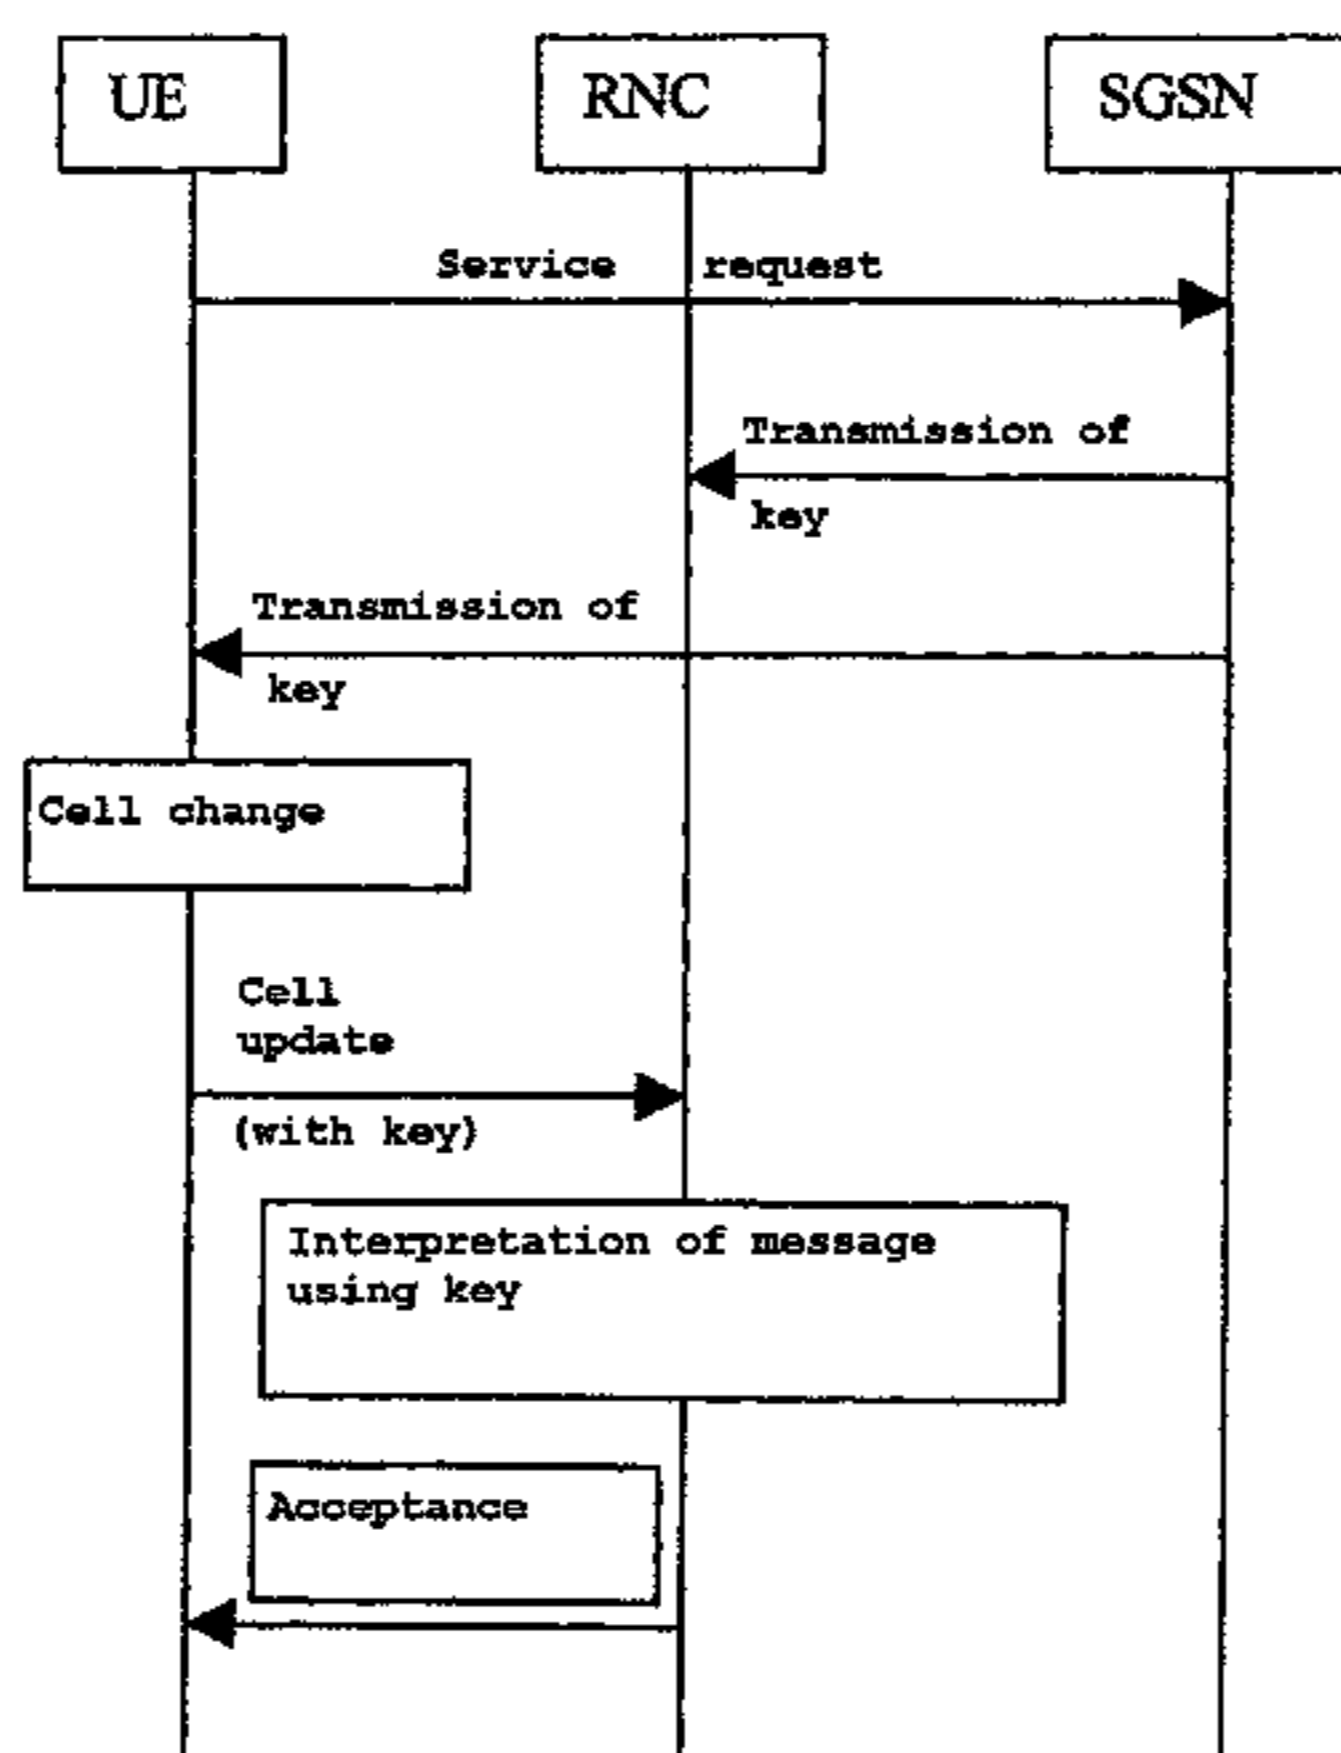 UE RNC SGSN
Service request
Transmission of
key
Transmission of
key
Cell change
Cell
update
(with key)
Interpretation of message
using key
Acceptance